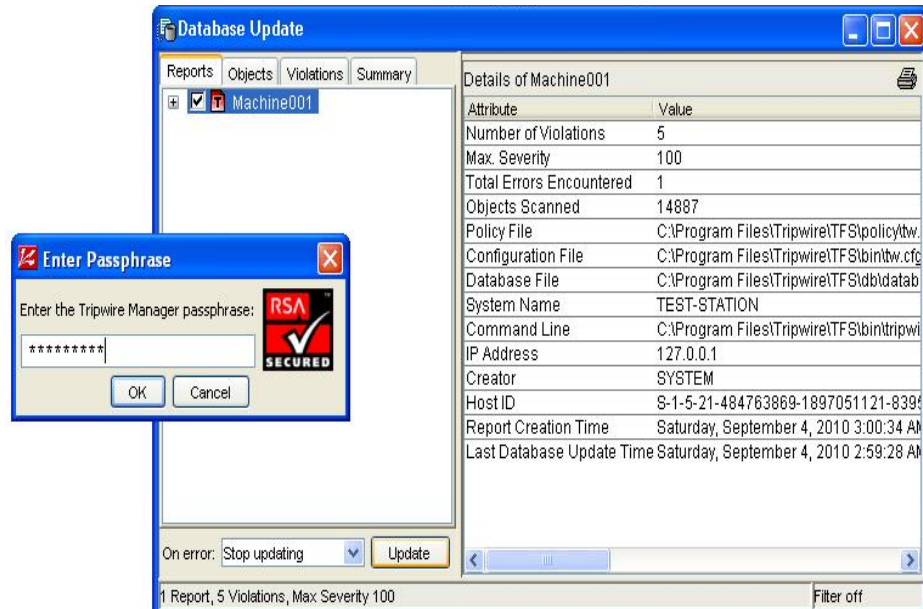 Database Update
Reports Objects Violations Summary
Machine001
Details of Machine001
Attribute Value
Number of Violations 5
Max. Severity 100
Total Errors Encountered 1
Objects Scanned 14887
Policy File C:\Program Files\Tripwire\TFS\policy\tw.
Configuration File C:\Program Files\Tripwire\TFS\bin\tw.cfg
Database File C:\Program Files\Tripwire\TFS\db\datab
System Name TEST-STATION
Command Line C:\Program Files\Tripwire\TFS\bin\tripwi
IP Address 127.0.0.1
Creator SYSTEM
Host ID S-1-5-21-484763869-1897051121-8395
Report Creation Time Saturday, September 4, 2010 3:00:34 AM
Last Database Update Time Saturday, September 4, 2010 2:59:28 AM
Enter Passphrase
Enter the Tripwire Manager passphrase:
*********
RSA
SECURED
OK Cancel
On error: Stop updating Update
1 Report, 5 Violations, Max Severity 100 Filter off